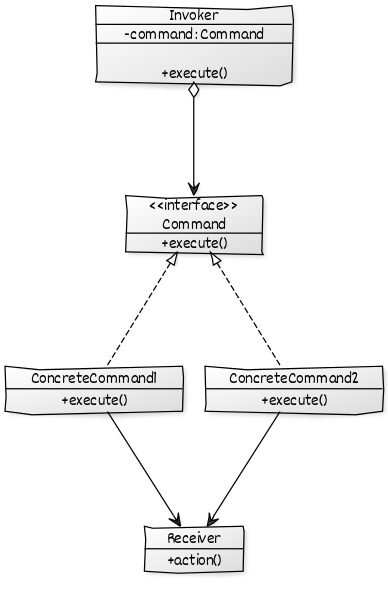 Invoker
-command: Command
+execute()
<<interface>>
Command
+execute()
ConcreteCommand1
+execute()
ConcreteCommand2
+execute()
Receiver
+action()